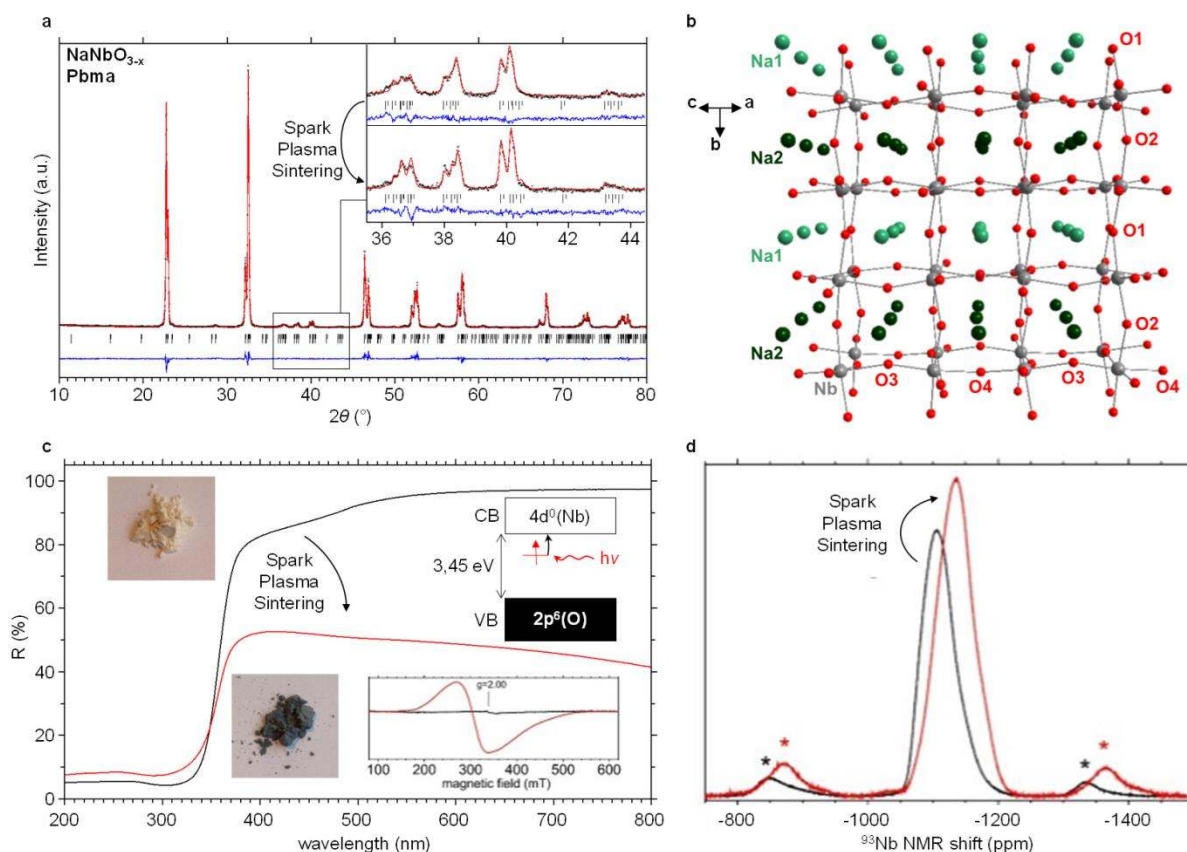 a
NaNbO3-x
Pbma
Spark
Plasma
Sintering
36 38 40 42 44
Intensity (a.u.)
10 20 30 40 50 60 70 80
2θ (°)
b
O1
Na1
c a
b
O2
Na2
O1
Na1
O2
Na2
Nb O3 O4 O3 O4
c
R (%)
100
80
60
40
20
0
Spark
Plasma
Sintering
CB 4d⁰(Nb)
3,45 eV hν
VB 2p⁶(O)
g=2.00
100 200 300 400 500 600
magnetic field (mT)
200 300 400 500 600 700 800
wavelength (nm)
d
Spark
Plasma
Sintering
* * * *
-800 -1000 -1200 -1400
⁹³Nb NMR shift (ppm)